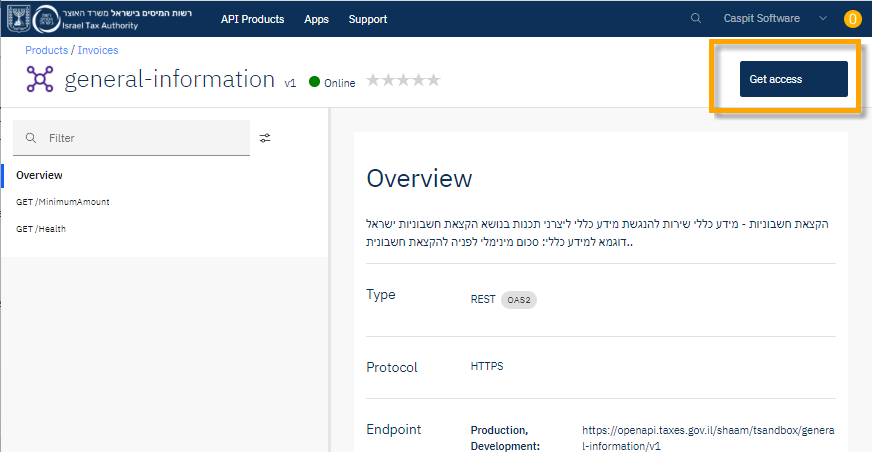 רשות המיסים בישראל משרד האוצר
Israel Tax Authority
API Products Apps Support
Caspit Software
Products / Invoices
general-information v1 Online
Get access
Filter
Overview
GET /MinimumAmount
GET /Health
Overview
הקצאת חשבוניות - מידע כללי שירות להנגשת מידע כללי ליצרני תכנות בנושא הקצאת חשבוניות ישראל
דוגמא למידע כללי: סכום מינימלי לפניה להקצאת חשבונית..
Type REST OAS2
Protocol HTTPS
Endpoint Production, https://openapi.taxes.gov.il/shaam/tsandbox/genera
Development: l-information/v1